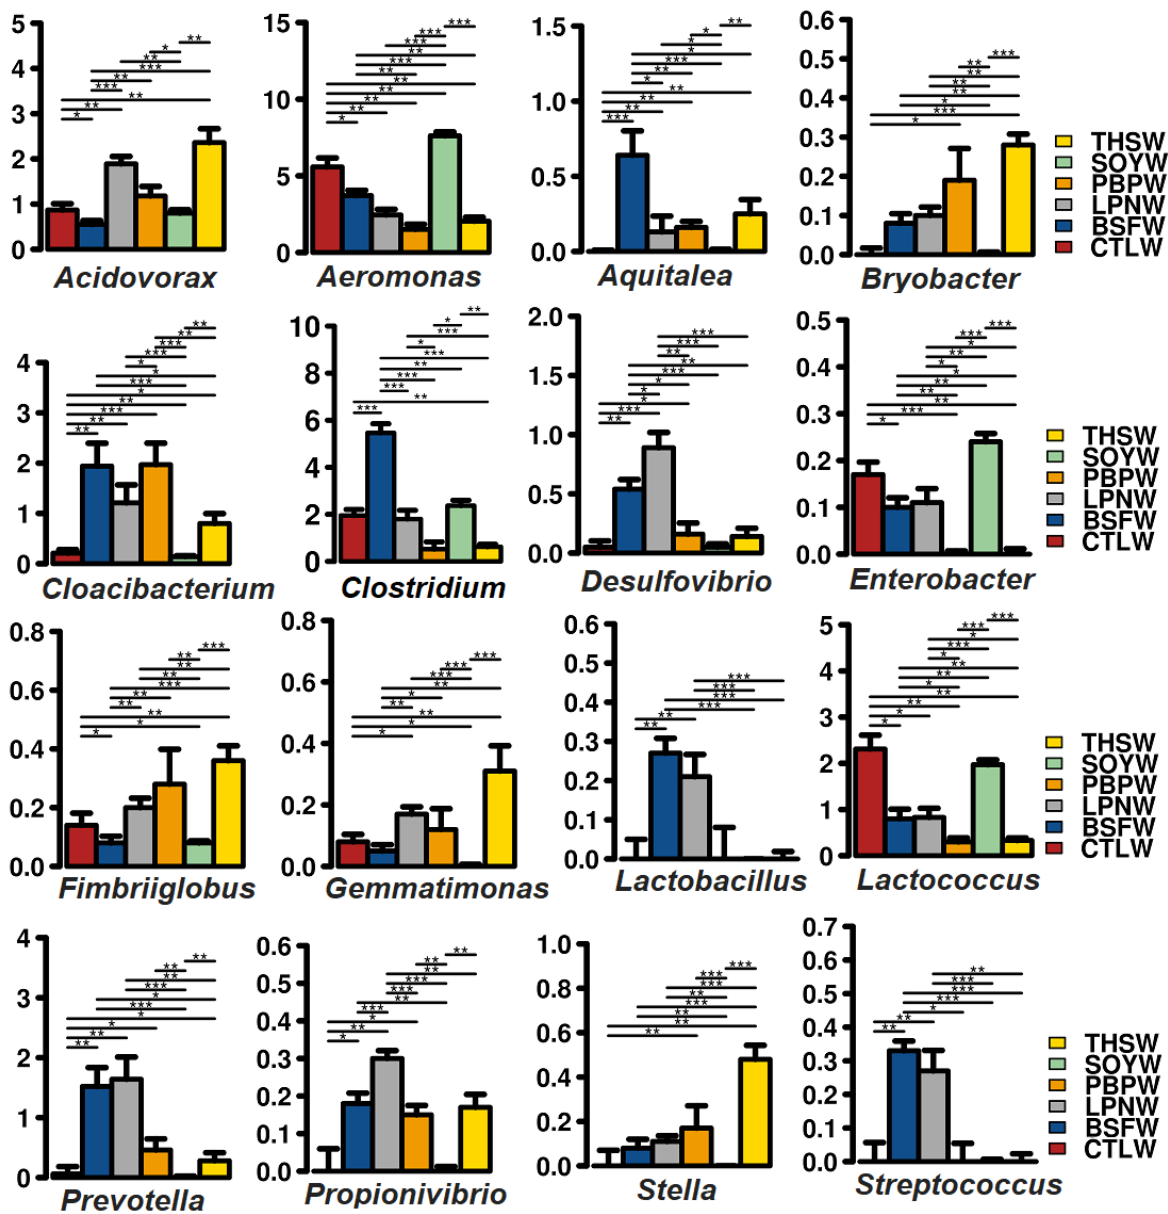 5
4
3
2
1
0
Acidovorax
15
10
5
0
Aeromonas
1.5
1.0
0.5
0.0
Aquitalea
0.6
0.5
0.4
0.3
0.2
0.1
0.0
Bryobacter
THSW
SOYW
PBPW
LPNW
BSFW
CTLW
4
3
2
1
0
Cloacibacterium
10
8
6
4
2
0
Clostridium
2.0
1.5
1.0
0.5
0.0
Desulfovibrio
0.5
0.4
0.3
0.2
0.1
0.0
Enterobacter
THSW
SOYW
PBPW
LPNW
BSFW
CTLW
0.8
0.6
0.4
0.2
0.0
Fimbriiglobus
0.8
0.6
0.4
0.2
0.0
Gemmatimonas
0.6
0.5
0.4
0.3
0.2
0.1
0.0
Lactobacillus
5
4
3
2
1
0
Lactococcus
THSW
SOYW
PBPW
LPNW
BSFW
CTLW
4
3
2
1
0
Prevotella
0.6
0.5
0.4
0.3
0.2
0.1
0.0
Propionivibrio
1.0
0.8
0.6
0.4
0.2
0.0
Stella
0.7
0.6
0.5
0.4
0.3
0.2
0.1
0.0
Streptococcus
THSW
SOYW
PBPW
LPNW
BSFW
CTLW